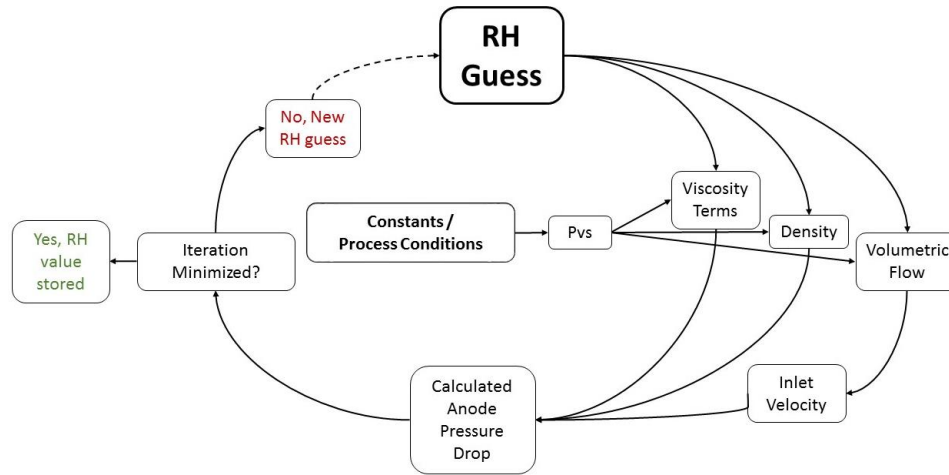 RH
Guess
No, New
RH guess
Constants /
Process Conditions
Pvs
Viscosity
Terms
Density
Volumetric
Flow
Yes, RH
value
stored
Iteration
Minimized?
Calculated
Anode
Pressure
Drop
Inlet
Velocity